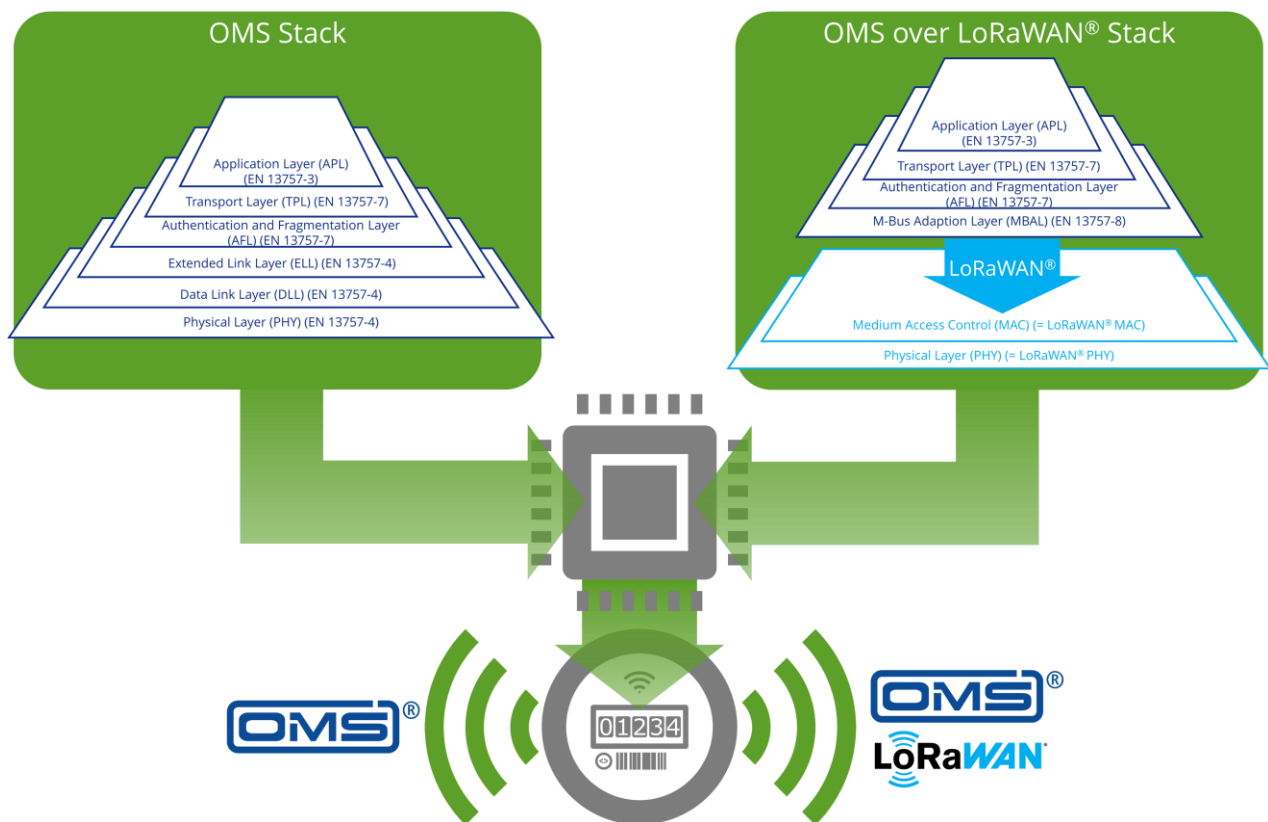 OMS Stack
Application Layer (APL)
(EN 13757-3)
Transport Layer (TPL) (EN 13757-7)
Authentication and Fragmentation Layer
(AFL) (EN 13757-7)
Extended Link Layer (ELL) (EN 13757-4)
Data Link Layer (DLL) (EN 13757-4)
Physical Layer (PHY) (EN 13757-4)
OMS over LoRaWAN® Stack
Application Layer (APL)
(EN 13757-3)
Transport Layer (TPL) (EN 13757-7)
Authentication and Fragmentation Layer
(AFL) (EN 13757-7)
M-Bus Adaption Layer (MBAL) (EN 13757-8)
LoRaWAN®
Medium Access Control (MAC) (= LoRaWAN® MAC)
Physical Layer (PHY) (= LoRaWAN® PHY)
OMS®
01234
OMS®
LoRaWAN